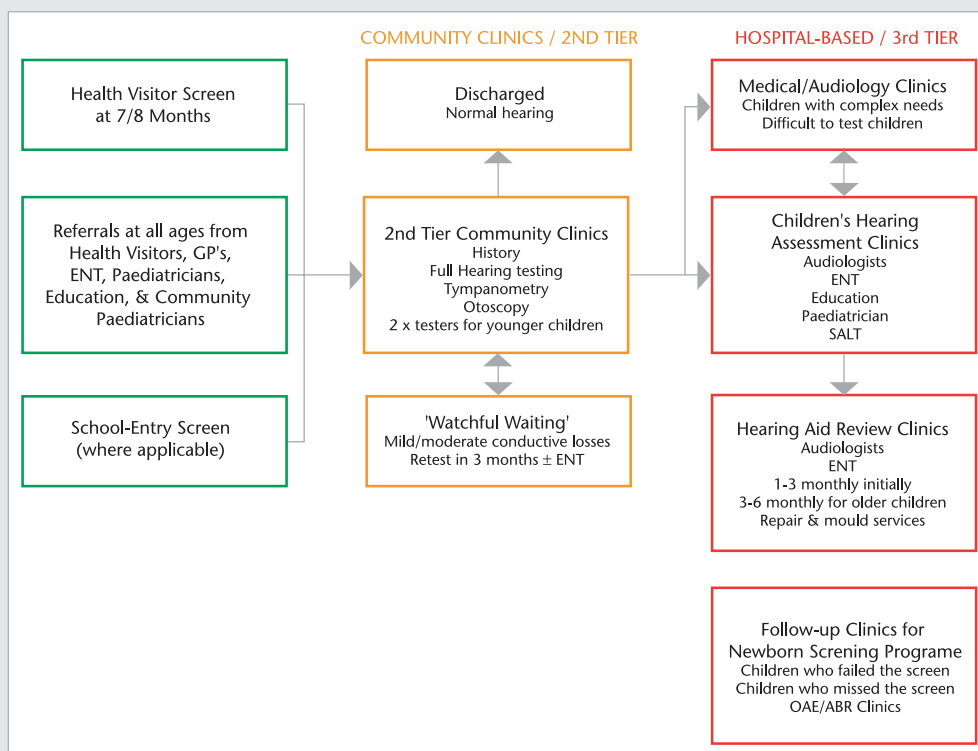 COMMUNITY CLINICS / 2ND TIER
HOSPITAL-BASED / 3rd TIER
Health Visitor Screen
at 7/8 Months
Discharged
Normal hearing
Medical/Audiology Clinics
Children with complex needs
Difficult to test children
Referrals at all ages from
Health Visitors, GP's,
ENT, Paediatricians,
Education, & Community
Paediatricians
2nd Tier Community Clinics
History
Full Hearing testing
Tympanometry
Otoscopy
2 x testers for younger children
Children's Hearing
Assessment Clinics
Audiologists
ENT
Education
Paediatrician
SALT
School-Entry Screen
(where applicable)
'Watchful Waiting'
Mild/moderate conductive losses
Retest in 3 months ± ENT
Hearing Aid Review Clinics
Audiologists
ENT
1-3 monthly initially
3-6 monthly for older children
Repair & mould services
Follow-up Clinics for
Newborn Screning Programe
Children who failed the screen
Children who missed the screen
OAE/ABR Clinics